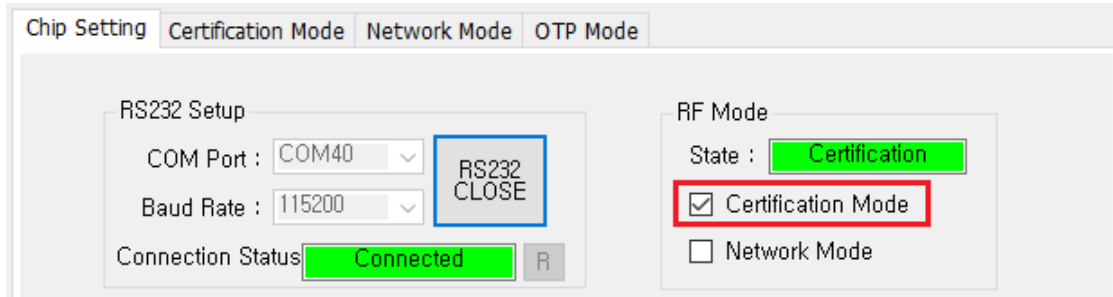 Chip Setting Certification Mode Network Mode OTP Mode
RS232 Setup
COM Port : COM40
RS232
CLOSE
Baud Rate : 115200
Connection Status Connected R
RF Mode
State : Certification
Certification Mode
Network Mode